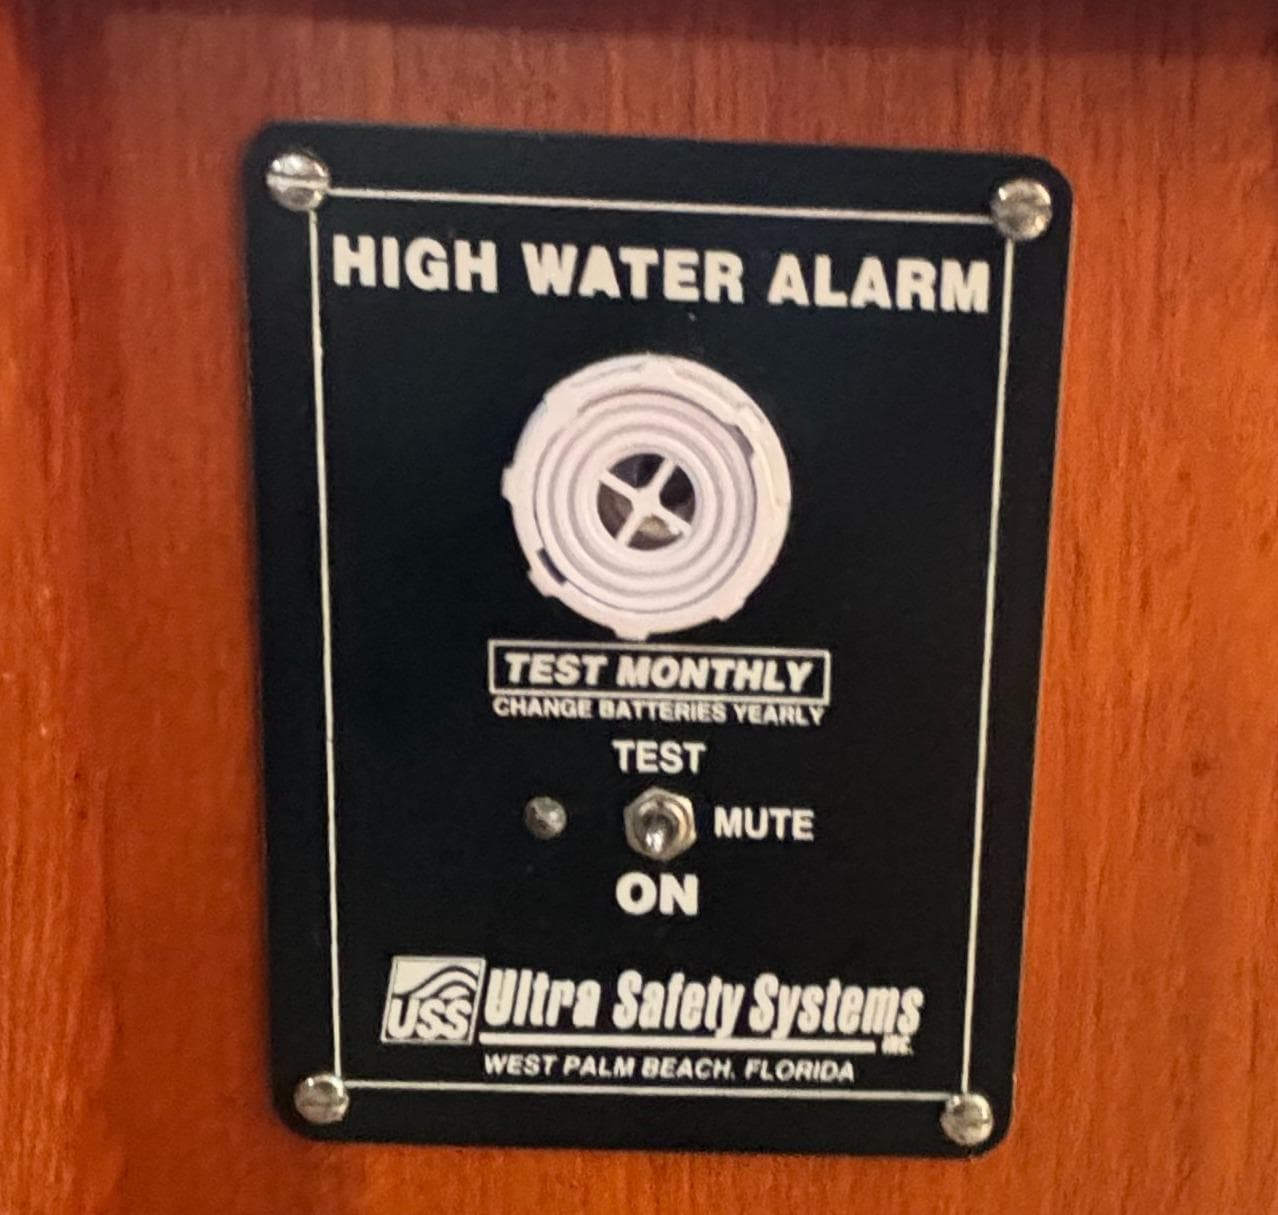 HIGH WATER ALARM
TEST MONTHLY
CHANGE BATTERIES YEARLY
TEST
MUTE
ON
USS Ultra Safety Systems
INC.
WEST PALM BEACH, FLORIDA